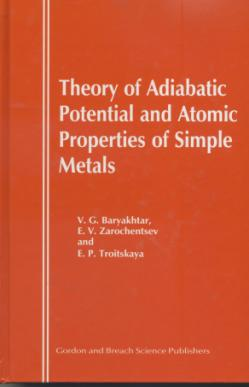 Theory of Adiabatic
Potential and Atomic
Properties of Simple
Metals
V. G. Baryakhtar,
E. V. Zarochentsev
and
E. P. Troitskaya
Gordon and Breach Science Publishers